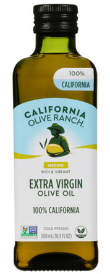 100%
CALIFORNIA
CALIFORNIA
OLIVE RANCH
MEDIUM
RICH & VIBRANT
EXTRA VIRGIN
OLIVE OIL
100% CALIFORNIA
COLD PRESSED